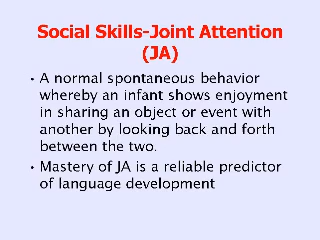 Social Skills-Joint Attention
(JA)
• A normal spontaneous behavior
whereby an infant shows enjoyment
in sharing an object or event with
another by looking back and forth
between the two.
• Mastery of JA is a reliable predictor
of language development